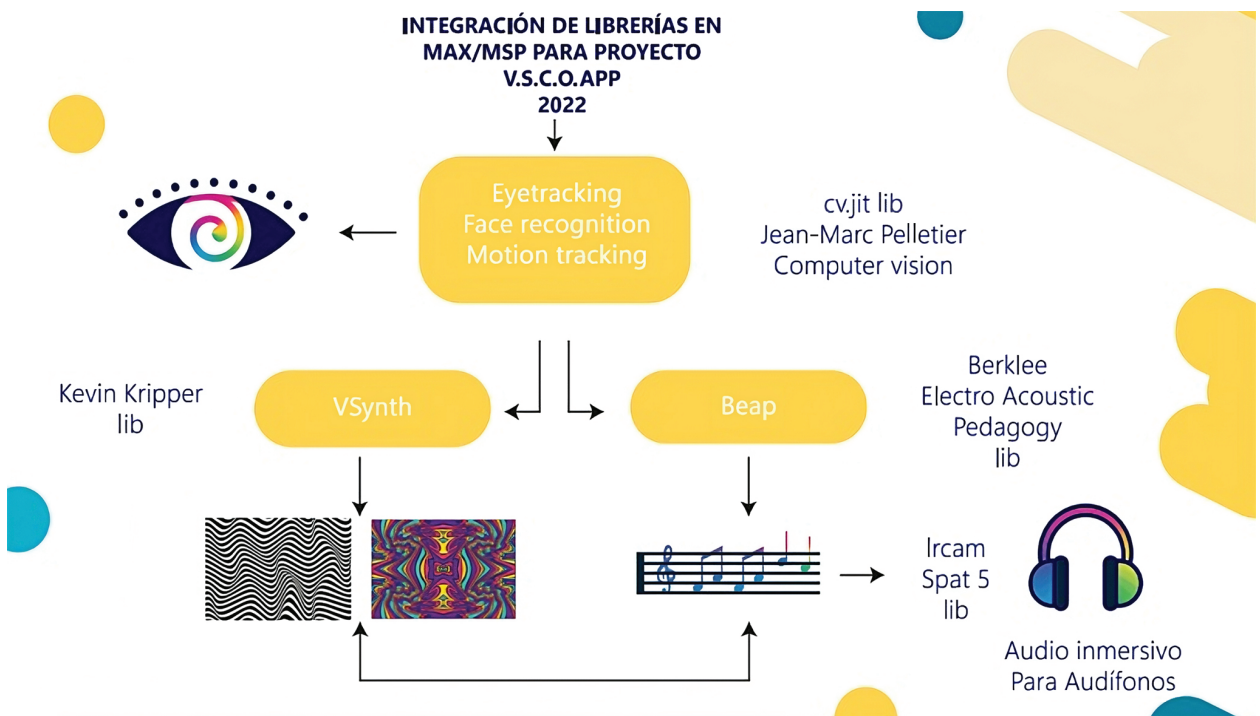 INTEGRACIÓN DE LIBRERÍAS EN
MAX/MSP PARA PROYECTO
V.S.C.O.APP
2022
Eyetracking
Face recognition
Motion tracking
cv.jit lib
Jean-Marc Pelletier
Computer vision
Kevin Kripper
lib
VSynth
Beap
Berklee
Electro Acoustic
Pedagogy
lib
Ircam
Spat 5
lib
Audio inmersivo
Para Audífonos